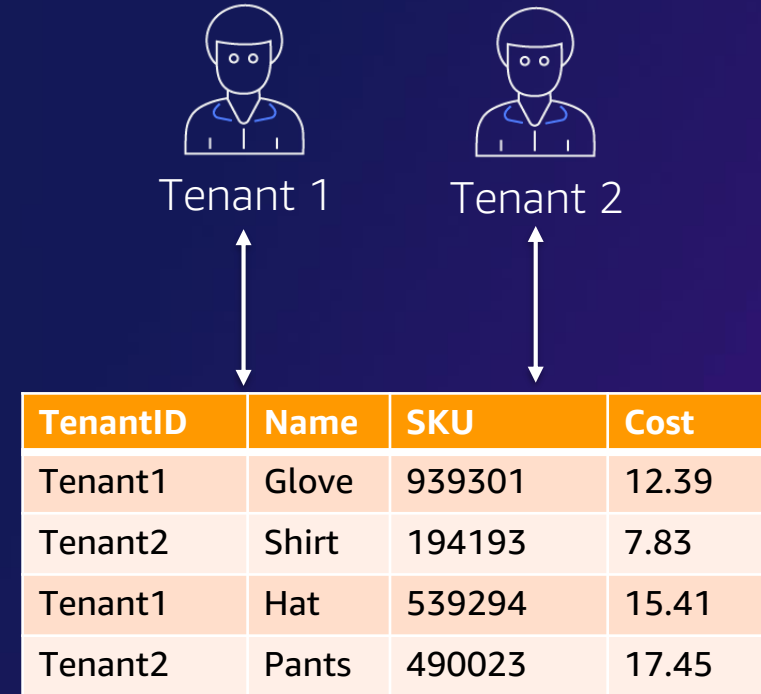 Tenant 1 Tenant 2
TenantID Name SKU Cost
Tenant1 Glove 939301 12.39
Tenant2 Shirt 194193 7.83
Tenant1 Hat 539294 15.41
Tenant2 Pants 490023 17.45